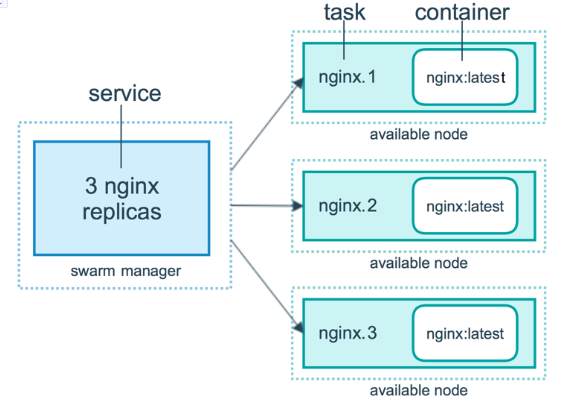 task
container
nginx.1
nginx:latest
available node
service
3 nginx
replicas
swarm manager
nginx.2
nginx:latest
available node
nginx.3
nginx:latest
available node